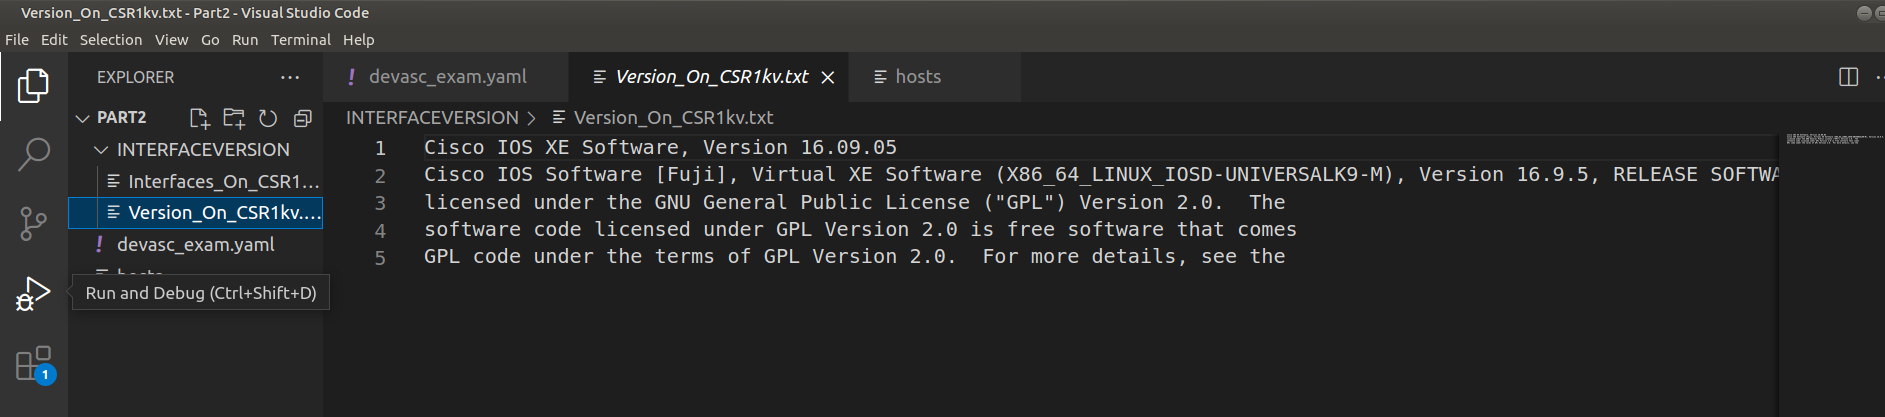 Version_On_CSR1kv.txt - Part2 - Visual Studio Code
File Edit Selection View Go Run Terminal Help
EXPLORER ···
! devasc_exam.yaml
Version_On_CSR1kv.txt
hosts
PART2
INTERFACEVERSION
Interfaces_On_CSR1...
Version_On_CSR1kv....
! devasc_exam.yaml
Run and Debug (Ctrl+Shift+D)
1
INTERFACEVERSION > Version_On_CSR1kv.txt
1 Cisco IOS XE Software, Version 16.09.05
2 Cisco IOS Software [Fuji], Virtual XE Software (X86_64_LINUX_IOSD-UNIVERSALK9-M), Version 16.9.5, RELEASE SOFTWA
3 licensed under the GNU General Public License ("GPL") Version 2.0.  The
4 software code licensed under GPL Version 2.0 is free software that comes
5 GPL code under the terms of GPL Version 2.0.  For more details, see the